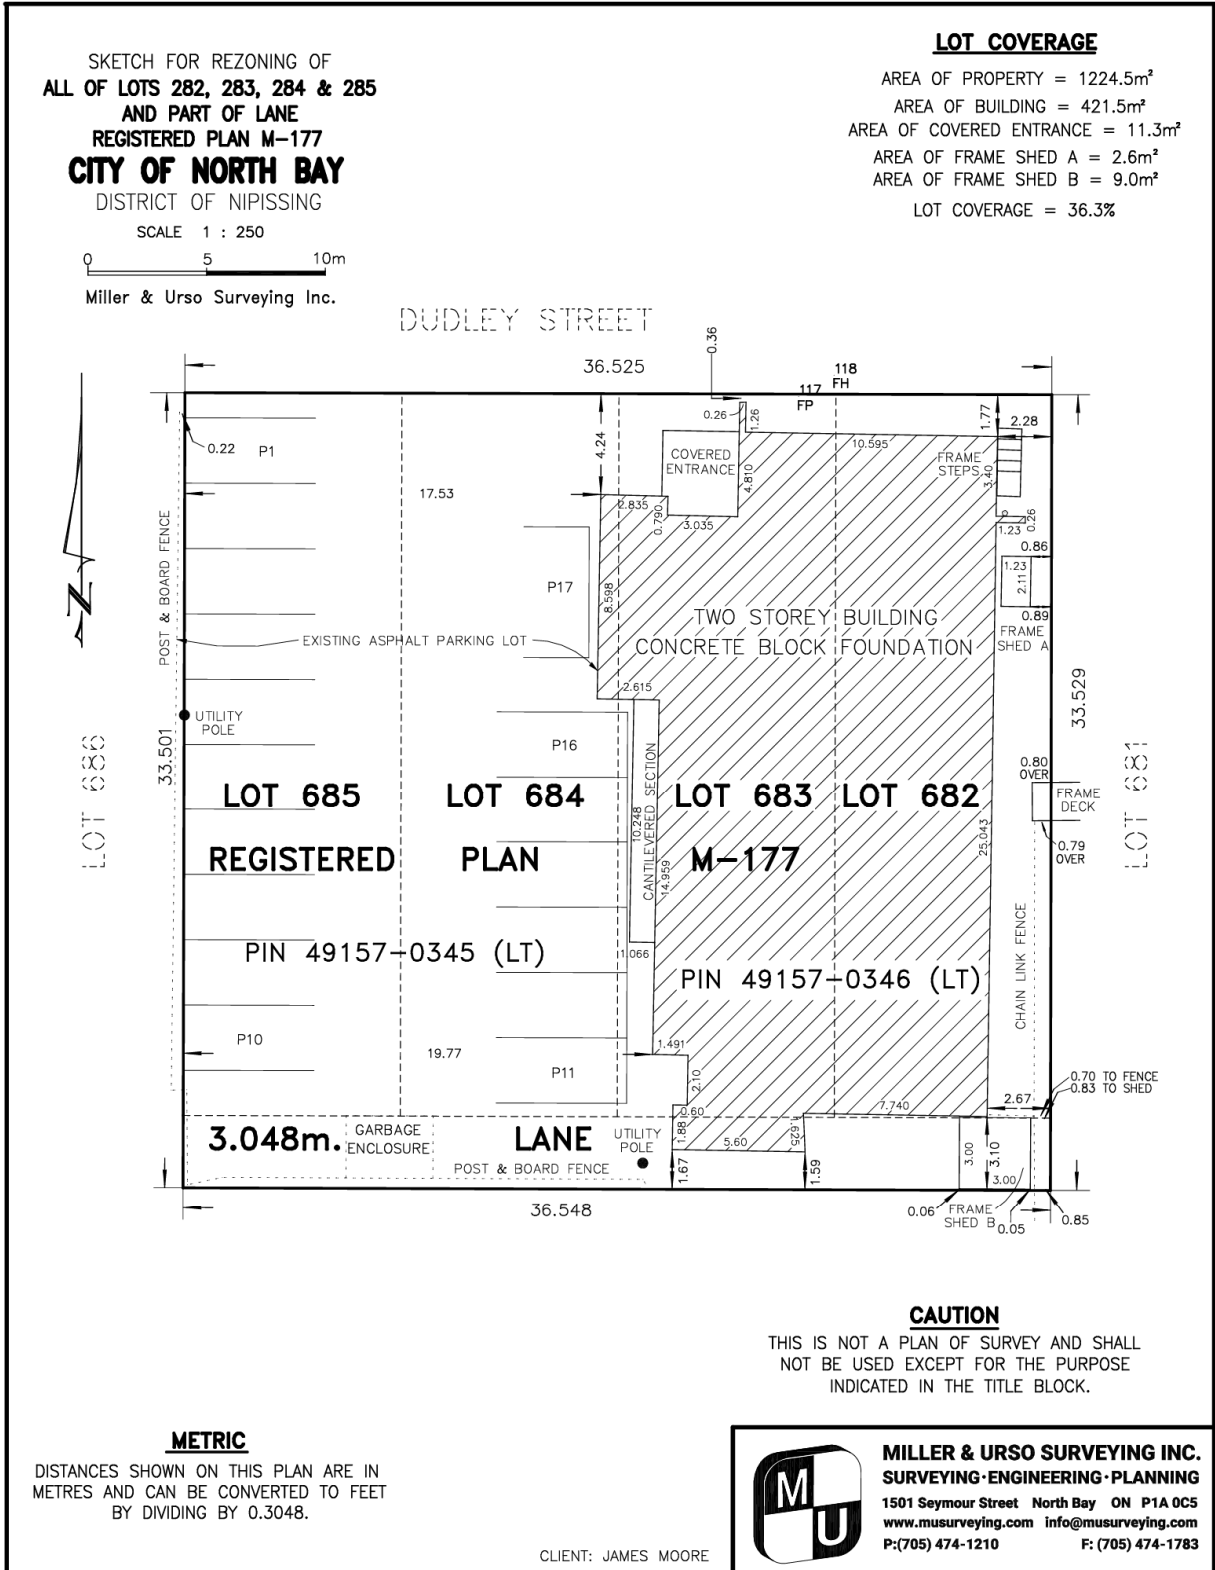 SKETCH FOR REZONING OF
ALL OF LOTS 282, 283, 284 & 285
AND PART OF LANE
REGISTERED PLAN M-177
CITY OF NORTH BAY
DISTRICT OF NIPISSING
SCALE 1 : 250
0 5 10m
Miller & Urso Surveying Inc.
LOT COVERAGE
AREA OF PROPERTY = 1224.5m²
AREA OF BUILDING = 421.5m²
AREA OF COVERED ENTRANCE = 11.3m²
AREA OF FRAME SHED A = 2.6m²
AREA OF FRAME SHED B = 9.0m²
LOT COVERAGE = 36.3%
DUDLEY STREET
36.525
0.36
118
FH
117
FP
0.22
P1
4.24
0.26
1.26
1.77
2.28
10.595
COVERED
ENTRANCE
4.810
FRAME
STEPS
3.40
17.53
2.835
0.790
3.035
1.23
0.26
0.86
POST & BOARD FENCE
N
P17
8.598
1.23
2.11
0.89
TWO STOREY BUILDING
CONCRETE BLOCK FOUNDATION
FRAME
SHED A
EXISTING ASPHALT PARKING LOT
2.615
33.529
UTILITY
POLE
P16
33.501
LOT 686
LOT 681
0.80
OVER
FRAME
DECK
LOT 685
LOT 684
LOT 683
LOT 682
10.248
CANTILEVERED SECTION
14.959
25.043
0.79
OVER
REGISTERED PLAN M-177
CHAIN LINK FENCE
PIN 49157-0345 (LT)
1.066
PIN 49157-0346 (LT)
P10
19.77
1.491
P11
2.10
0.70 TO FENCE
0.83 TO SHED
2.67
0.60
7.740
3.048m.
GARBAGE
ENCLOSURE
LANE
UTILITY
POLE
1.88
5.60
1.625
3.00
3.10
POST & BOARD FENCE
1.67
1.59
3.00
36.548
0.06
FRAME
SHED B
0.05
0.85
CAUTION
THIS IS NOT A PLAN OF SURVEY AND SHALL
NOT BE USED EXCEPT FOR THE PURPOSE
INDICATED IN THE TITLE BLOCK.
METRIC
DISTANCES SHOWN ON THIS PLAN ARE IN
METRES AND CAN BE CONVERTED TO FEET
BY DIVIDING BY 0.3048.
CLIENT: JAMES MOORE
M
U
MILLER & URSO SURVEYING INC.
SURVEYING·ENGINEERING·PLANNING
1501 Seymour Street North Bay ON P1A 0C5
www.musurveying.com info@musurveying.com
P:(705) 474-1210 F: (705) 474-1783